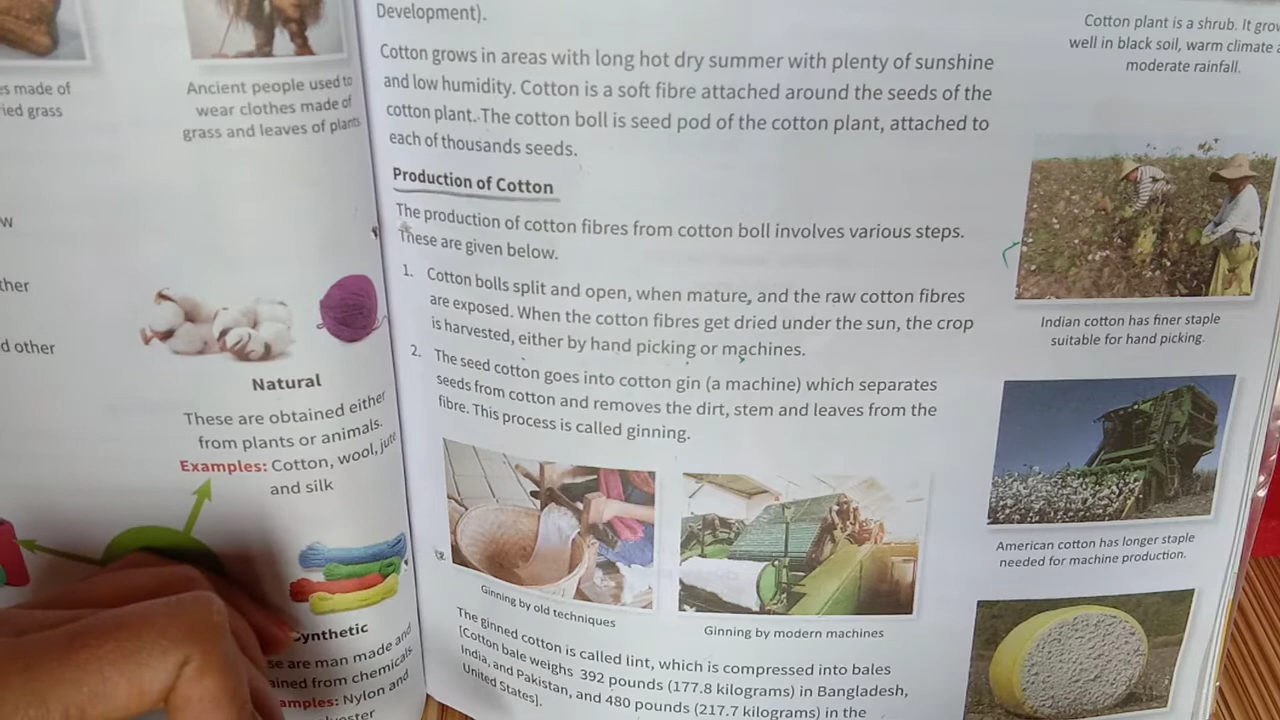 es made of
ied grass
Ancient people used to
wear clothes made of
grass and leaves of plants
w
ther
d other
Natural
These are obtained either
from plants or animals.
Examples: Cotton, wool, jute
and silk
Synthetic
se are man made and
ained from chemicals.
amples: Nylon and
yester
Development).
Cotton grows in areas with long hot dry summer with plenty of sunshine
and low humidity. Cotton is a soft fibre attached around the seeds of the
cotton plant. The cotton boll is seed pod of the cotton plant, attached to
each of thousands seeds.
Production of Cotton
The production of cotton fibres from cotton boll involves various steps.
These are given below.
1. Cotton bolls split and open, when mature, and the raw cotton fibres
are exposed. When the cotton fibres get dried under the sun, the crop
is harvested, either by hand picking or machines.
2. The seed cotton goes into cotton gin (a machine) which separates
seeds from cotton and removes the dirt, stem and leaves from the
fibre. This process is called ginning.
Ginning by old techniques
Ginning by modern machines
The ginned cotton is called lint, which is compressed into bales
[Cotton bale weighs 392 pounds (177.8 kilograms) in Bangladesh,
India, and Pakistan, and 480 pounds (217.7 kilograms) in the
United States].
Cotton plant is a shrub. It grow
well in black soil, warm climate a
moderate rainfall.
Indian cotton has finer staple
suitable for hand picking.
American cotton has longer staple
needed for machine production.